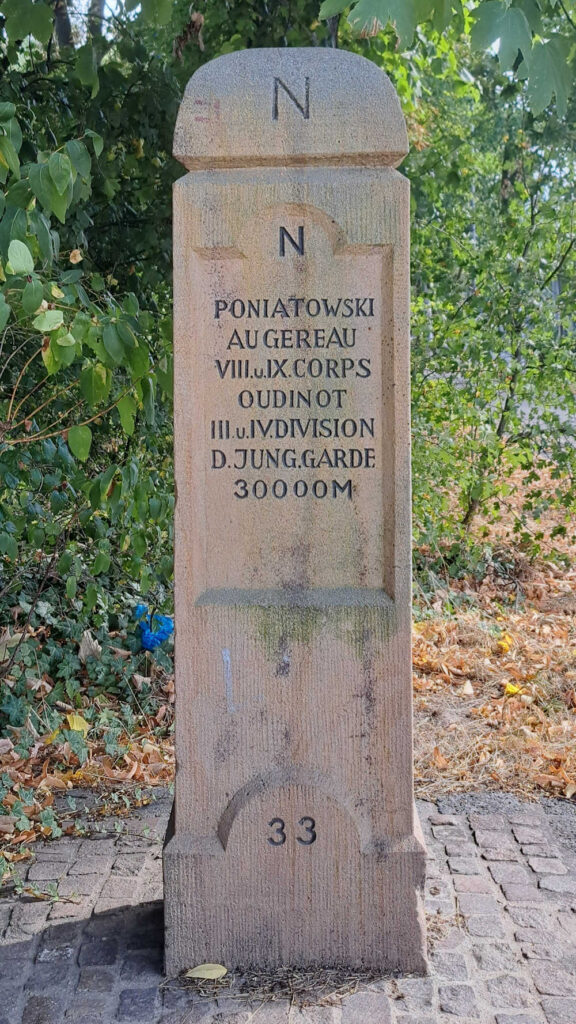 N
N
PONIATOWSKI
AUGEREAU
VIII.u.IX.CORPS
OUDINOT
III.u.IV.DIVISION
D.JUNG.GARDE
30000M
33